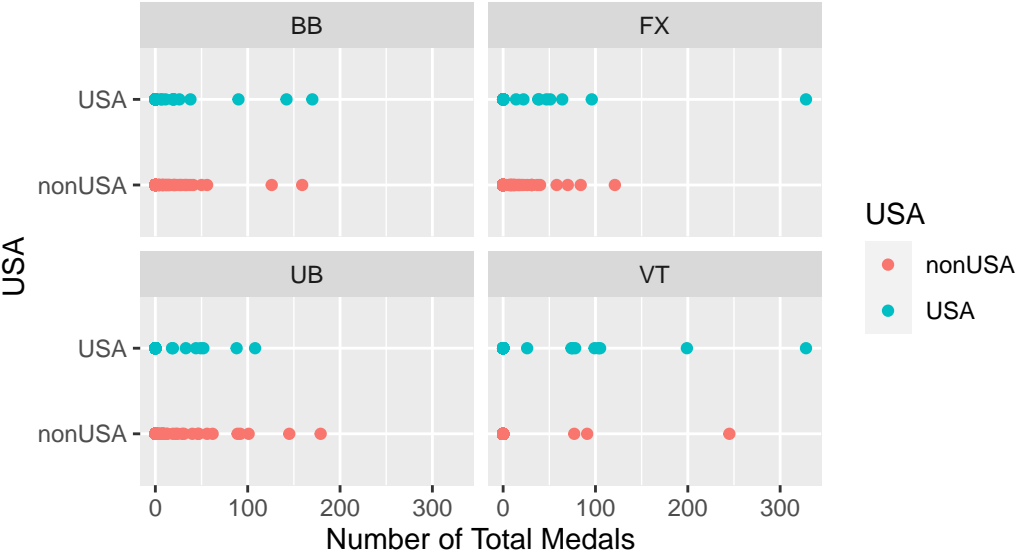 BB
FX
USA
nonUSA
UB
VT
USA
nonUSA
0 100 200 300
0 100 200 300
Number of Total Medals
USA
USA
nonUSA
USA